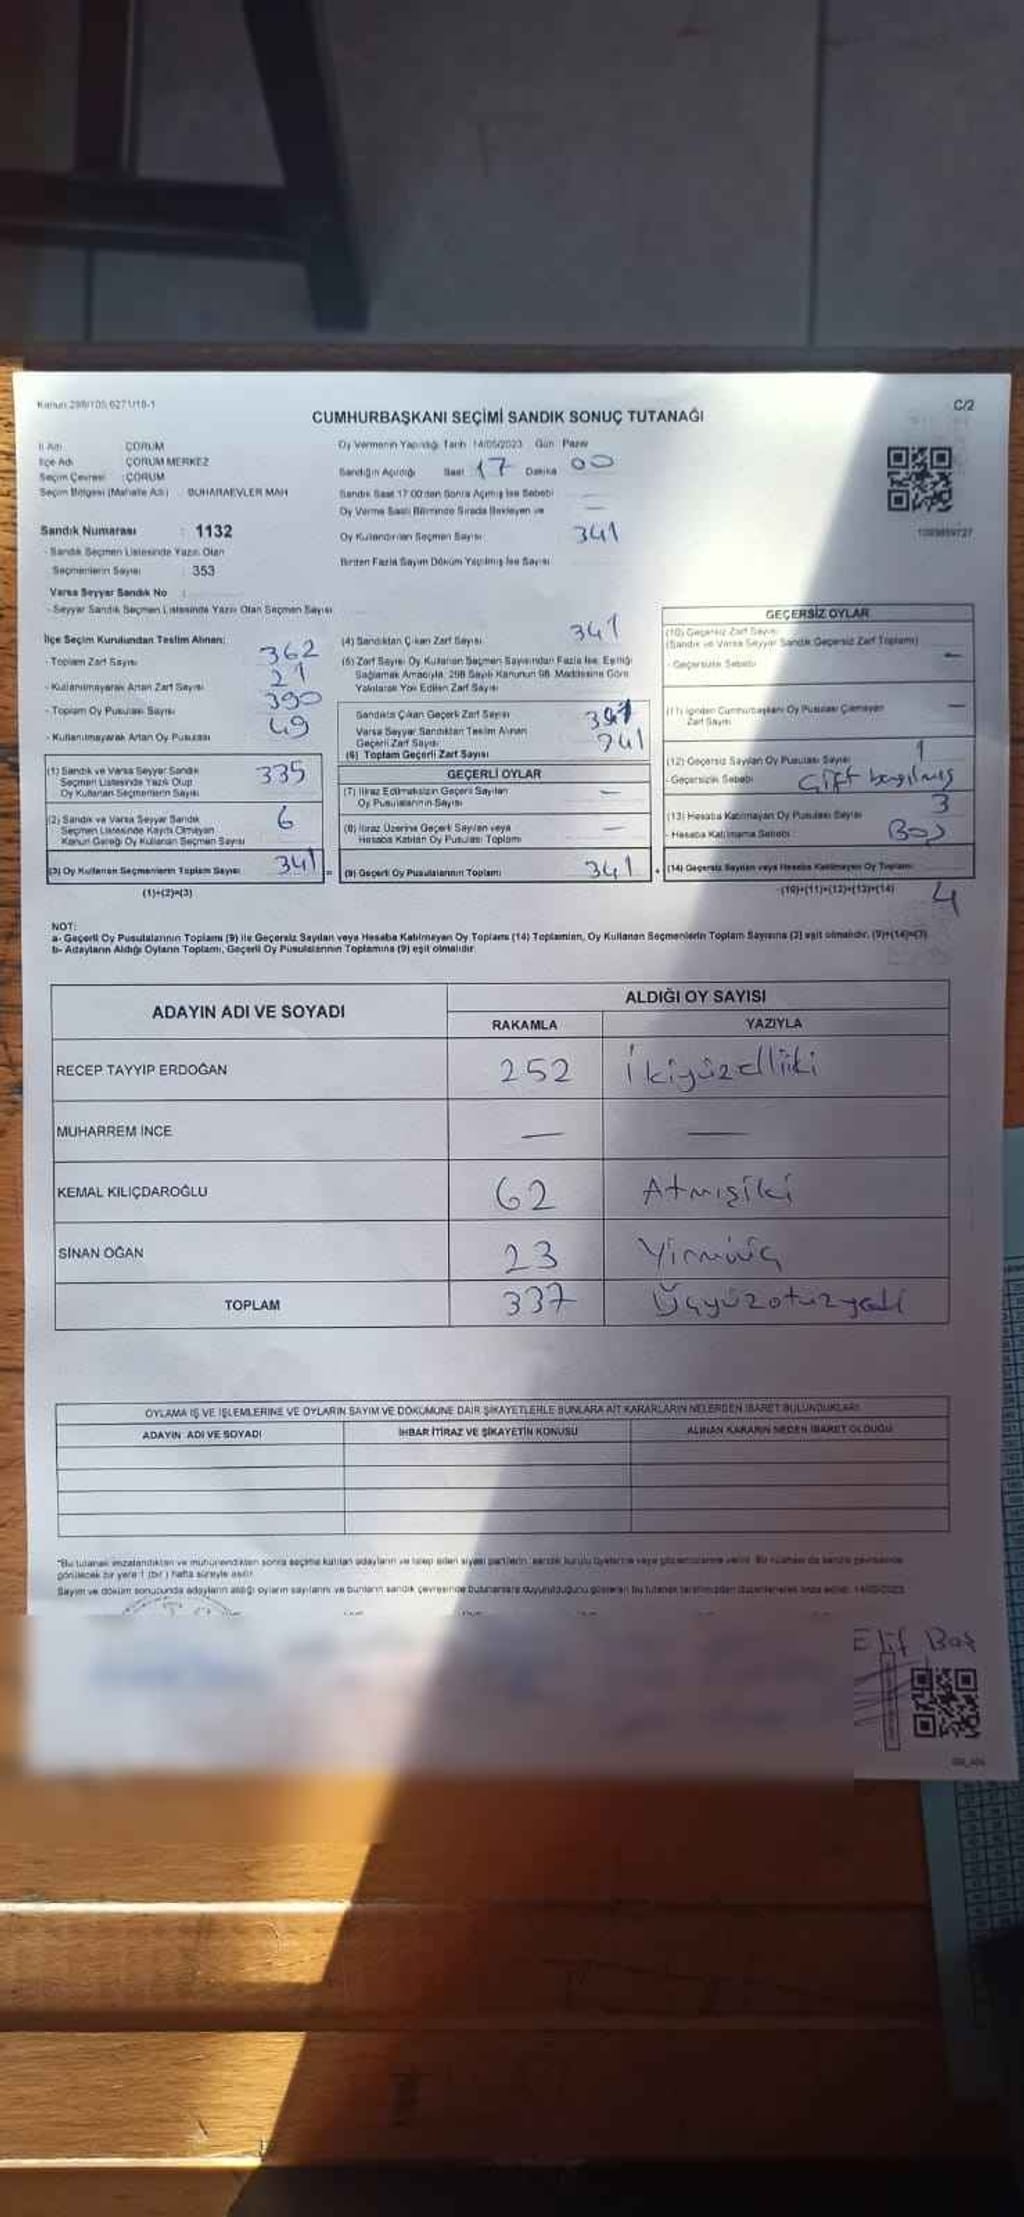 Kanun:298/105,6271/18-1
C/2
CUMHURBAŞKANI SEÇİMİ SANDIK SONUÇ TUTANAĞI
İl Adı : ÇORUM
İlçe Adı : ÇORUM MERKEZ
Seçim Çevresi : ÇORUM
Seçim Bölgesi (Mahalle Adı) : BUHARAEVLER MAH
Sandık Numarası : 1132
- Sandık Seçmen Listesinde Yazılı Olan
Seçmenlerin Sayısı : 353
Varsa Seyyar Sandık No :
- Seyyar Sandık Seçmen Listesinde Yazılı Olan Seçmen Sayısı
Oy Vermenin Yapıldığı Tarih 14/05/2023 Gün Pazar
Sandığın Açıldığı Saat 17 Dakika 00
Sandık Saat 17:00'den Sonra Açılmış İse Sebebi —
Oy Verme Saati Bitiminde Sırada Bekleyen ve —
Oy Kullandırılan Seçmen Sayısı 341
Birden Fazla Sayım Döküm Yapılmış İse Sayısı
İlçe Seçim Kurulundan Teslim Alınan:
- Toplam Zarf Sayısı 362
- Kullanılmayarak Artan Zarf Sayısı 21
- Toplam Oy Pusulası Sayısı 390
- Kullanılmayarak Artan Oy Pusulası 49
(1) Sandık ve Varsa Seyyar Sandık
Seçmen Listesinde Yazılı Olup
Oy Kullanan Seçmenlerin Sayısı 335
(2) Sandık ve Varsa Seyyar Sandık
Seçmen Listesinde Kayıtlı Olmayan
Kanun Gereği Oy Kullanan Seçmen Sayısı 6
(3) Oy Kullanan Seçmenlerin Toplam Sayısı 341 =
(1)+(2)=(3)
(4) Sandıktan Çıkan Zarf Sayısı 341
(5) Zarf Sayısı Oy Kullanan Seçmen Sayısından Fazla İse, Eşitliği
Sağlamak Amacıyla, 298 Sayılı Kanunun 98. Maddesine Göre
Yakılarak Yok Edilen Zarf Sayısı
Sandıkta Çıkan Geçerli Zarf Sayısı 341
Varsa Seyyar Sandıktan Teslim Alınan
Geçerli Zarf Sayısı
(6) Toplam Geçerli Zarf Sayısı 341
GEÇERLİ OYLAR
(7) İtiraz Edilmeksizin Geçerli Sayılan
Oy Pusulalarının Sayısı —
(8) İtiraz Üzerine Geçerli Sayılan veya
Hesaba Katılan Oy Pusulası Toplamı —
(9) Geçerli Oy Pusulalarının Toplamı 341 +
GEÇERSİZ OYLAR
(10) Geçersiz Zarf Sayısı
(Sandık ve Varsa Seyyar Sandık Geçersiz Zarf Toplamı) —
- Geçersizlik Sebebi
(11) İçinden Cumhurbaşkanı Oy Pusulası Çıkmayan
Zarf Sayısı —
(12) Geçersiz Sayılan Oy Pusulası Sayısı 1
- Geçersizlik Sebebi : Çift basılmış
(13) Hesaba Katılmayan Oy Pusulası Sayısı 3
- Hesaba Katılmama Sebebi : Boş
(14) Geçersiz Sayılan veya Hesaba Katılmayan Oy Toplamı
(10)+(11)+(12)+(13)=(14) 4
NOT:
a- Geçerli Oy Pusulalarının Toplamı (9) ile Geçersiz Sayılan veya Hesaba Katılmayan Oy Toplamı (14) Toplamları, Oy Kullanan Seçmenlerin Toplam Sayısına (3) eşit olmalıdır. (9)+(14)=(3)
b- Adayların Aldığı Oyların Toplamı, Geçerli Oy Pusulalarının Toplamına (9) eşit olmalıdır.
ADAYIN ADI VE SOYADI
ALDIĞI OY SAYISI
RAKAMLA YAZIYLA
RECEP TAYYİP ERDOĞAN 252 İkiyüzelliiki
MUHARREM İNCE — —
KEMAL KILIÇDAROĞLU 62 Atmışiki
SİNAN OĞAN 23 Yirmiüç
TOPLAM 337 Üçyüzotuzyedi
OYLAMA İŞ VE İŞLEMLERİNE VE OYLARIN SAYIM VE DÖKÜMÜNE DAİR ŞİKAYETLERLE BUNLARA AİT KARARLARIN NELERDEN İBARET BULUNDUKLARI
ADAYIN ADI VE SOYADI İHBAR İTİRAZ VE ŞİKAYETİN KONUSU ALINAN KARARIN NEDEN İBARET OLDUĞU
*Bu tutanak imzalandıktan ve mühürlendikten sonra seçime katılan adayların ve talep eden siyasi partilerin sandık kurulu üyelerine veya gözlemcilerine verilir. Bir nüshası da sandık çevresinde
görülecek bir yere 1 (bir) hafta süreyle asılır.
Sayım ve döküm sonucunda adayların aldığı oyların sayılarını ve bunların sandık çevresinde bulunanlara duyurulduğunu gösteren bu tutanak tarafımızdan düzenlenerek imza edildi. 14/05/2023
Elif Baş